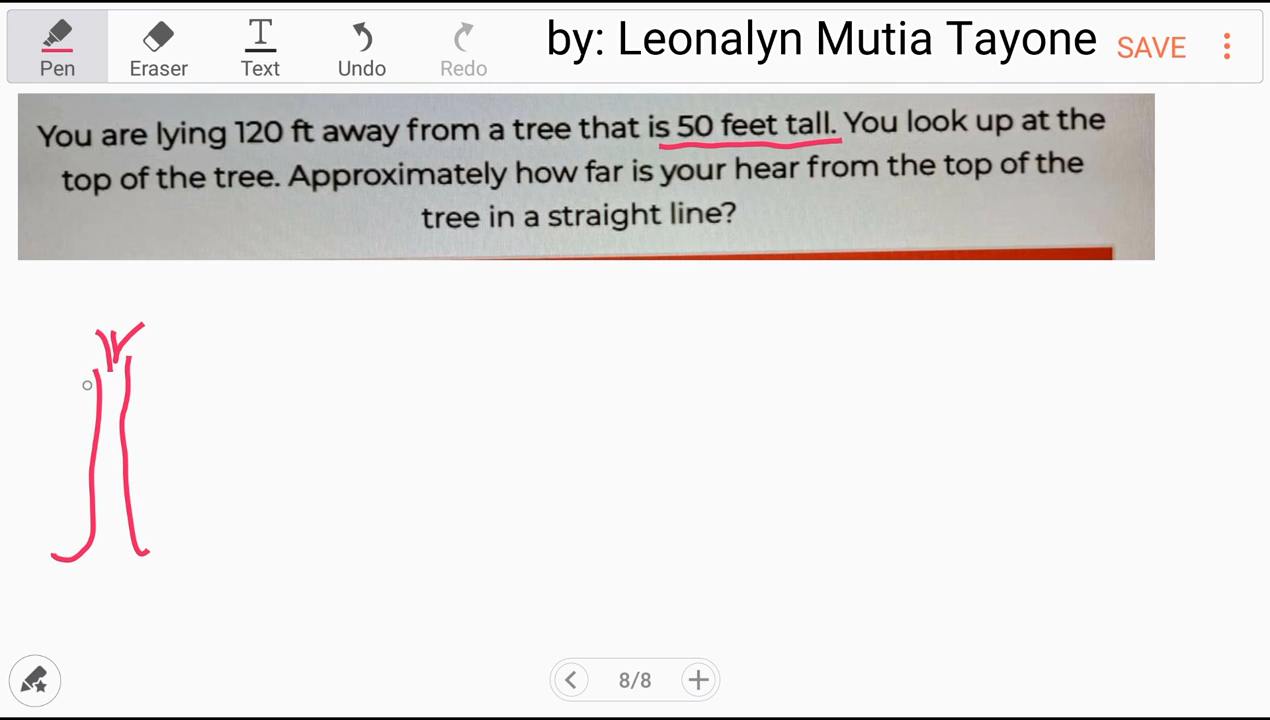 by: Leonalyn Mutia Tayone
SAVE
Pen
Eraser
Text
Undo
Redo
You are lying 120 ft away from a tree that is 50 feet tall. You look up at the
top of the tree. Approximately how far is your hear from the top of the
tree in a straight line?
8/8